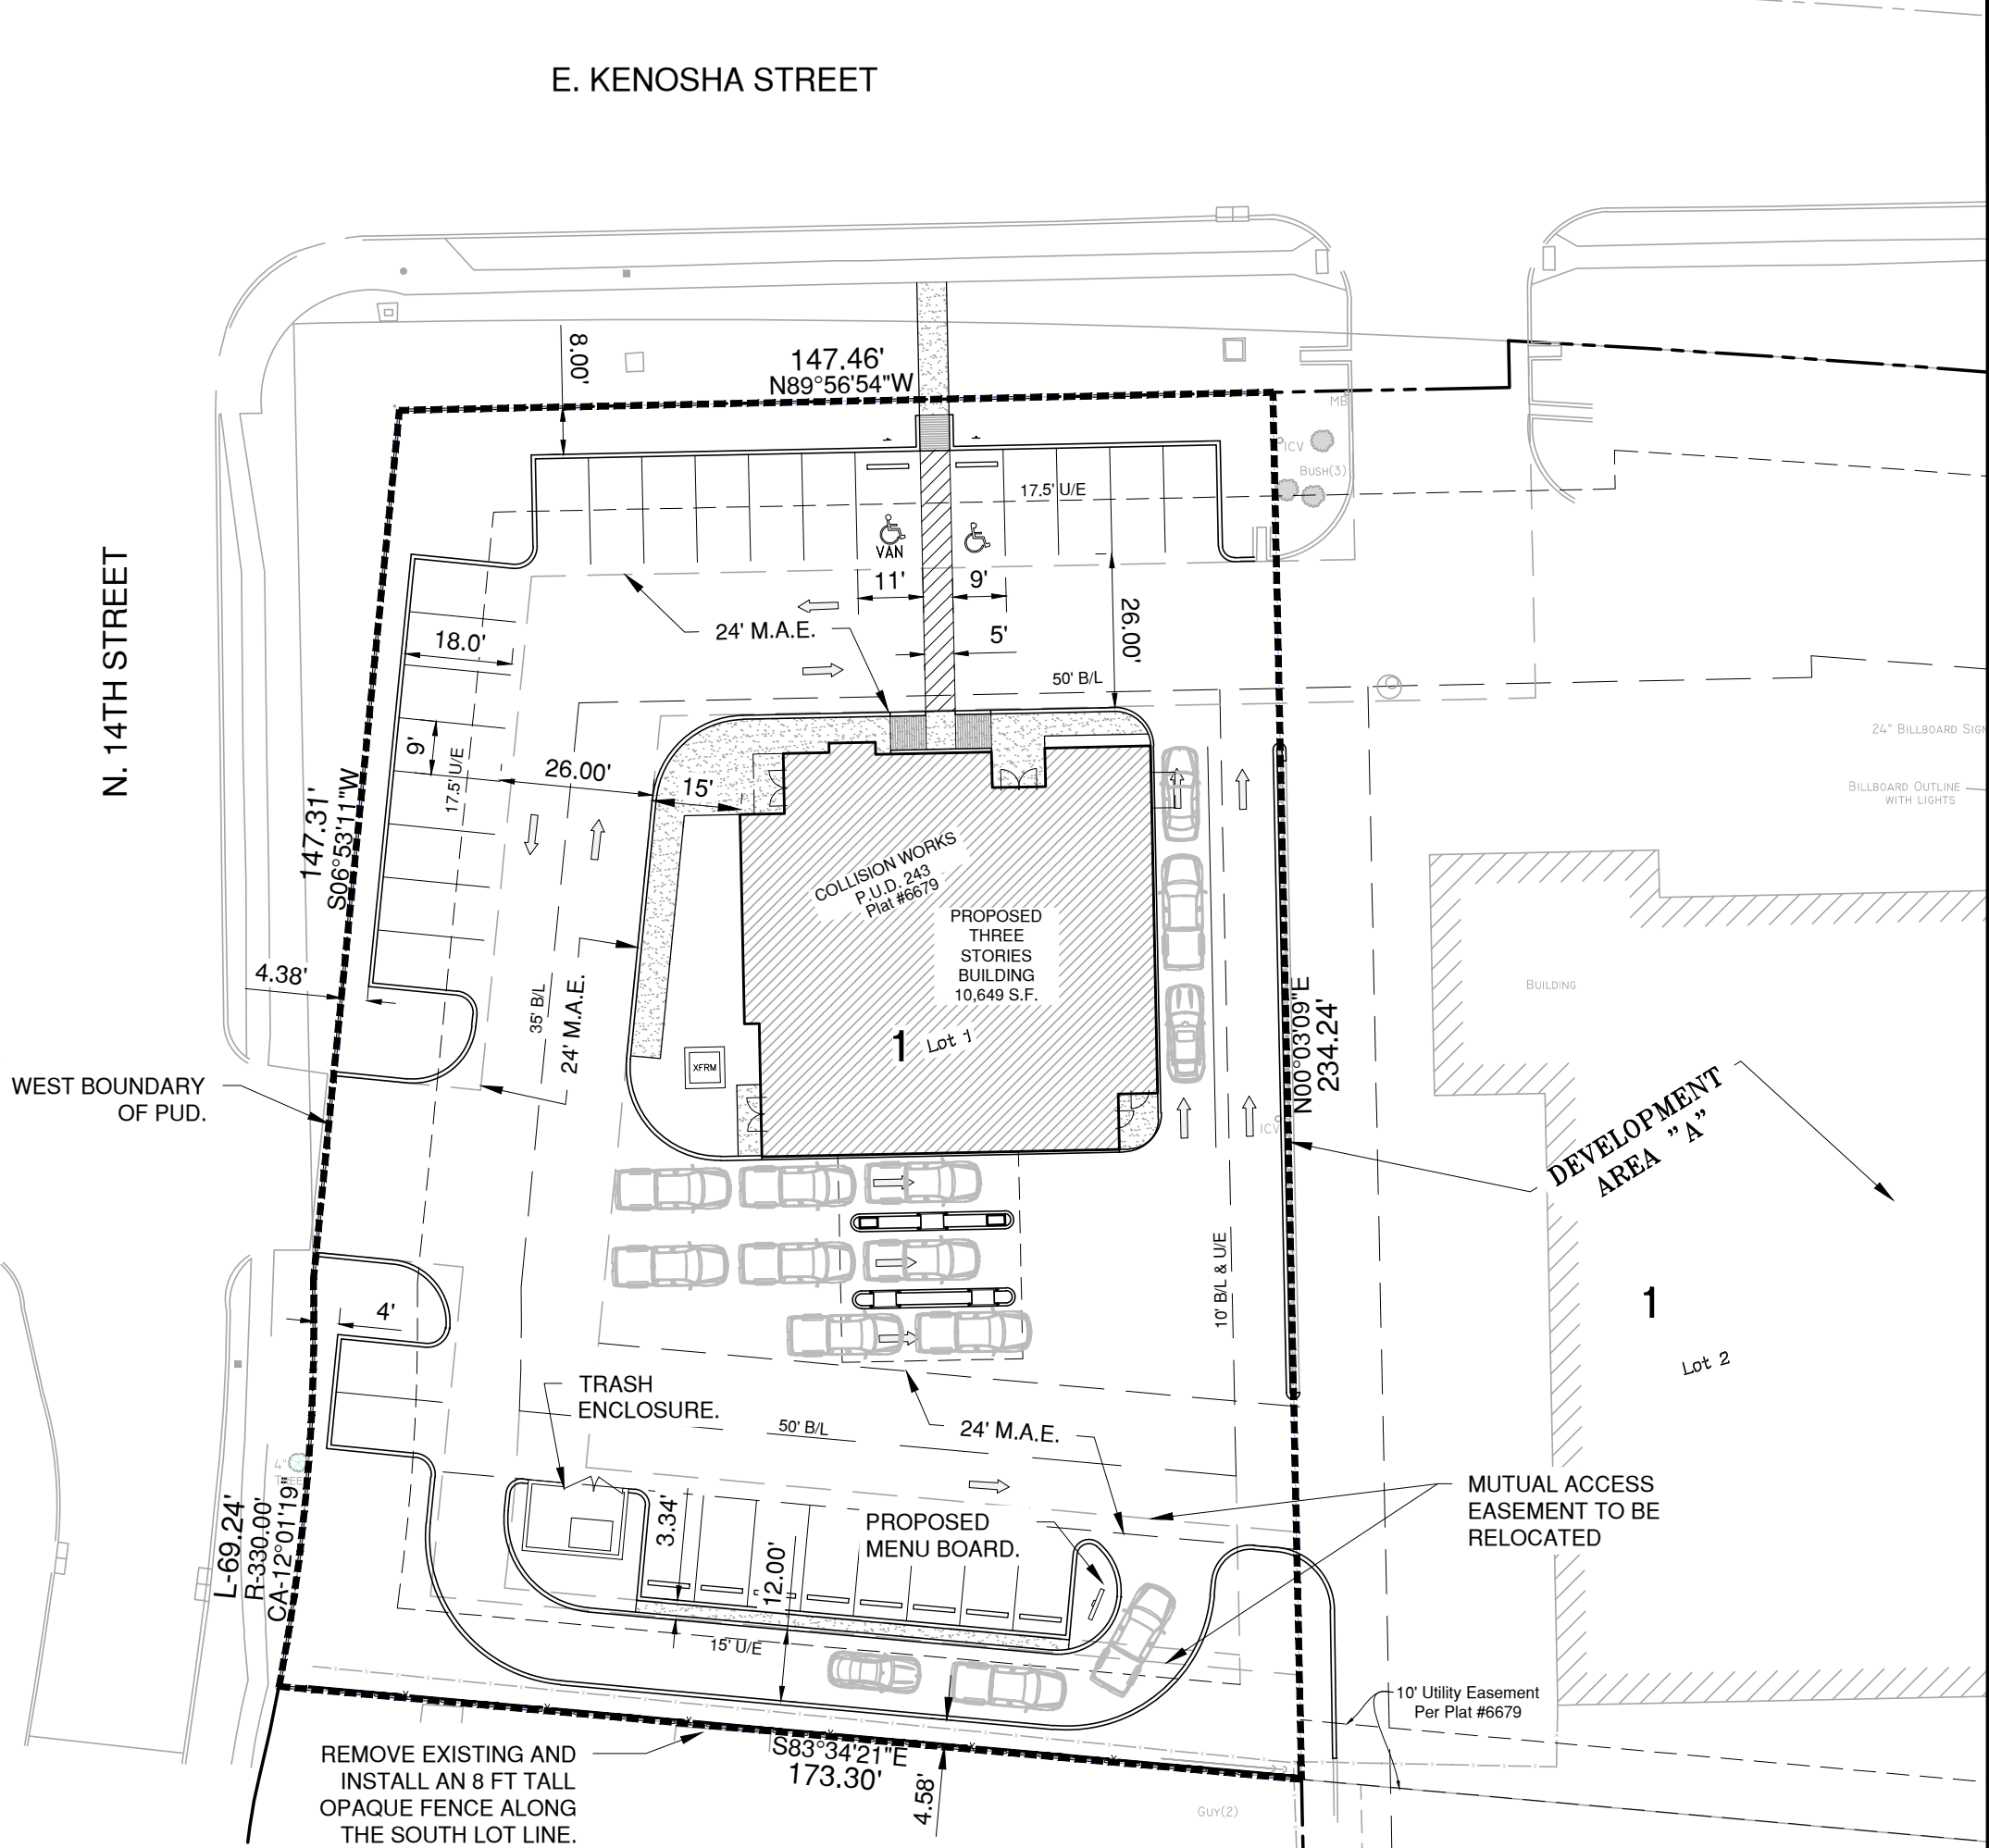 E. KENOSHA STREET
N. 14TH STREET
8.00'
147.46'
N89°56'54"W
MB
ICV
BUSH(3)
17.5' U/E
VAN
11'
9'
5'
26.00'
24' M.A.E.
50' B/L
18.0'
9'
17.5' U/E
26.00'
15'
147.31'
S06°53'11"W
24" BILLBOARD SIGN
BILLBOARD OUTLINE
WITH LIGHTS
COLLISION WORKS
P.U.D. 243
Plat #6679
PROPOSED
THREE
STORIES
BUILDING
10,649 S.F.
1
Lot 1
4.38'
35' B/L
24' M.A.E.
XFRM
BUILDING
N00°03'09"E
234.24'
ICV
WEST BOUNDARY
OF PUD.
DEVELOPMENT
AREA "A"
10' B/L & U/E
1
Lot 2
4'
TRASH
ENCLOSURE.
50' B/L
24' M.A.E.
4"
TREE
L-69.24'
R-330.00'
CA-12°01'19"
3.34'
12.00'
PROPOSED
MENU BOARD.
MUTUAL ACCESS
EASEMENT TO BE
RELOCATED
15' U/E
10' Utility Easement
Per Plat #6679
REMOVE EXISTING AND
INSTALL AN 8 FT TALL
OPAQUE FENCE ALONG
THE SOUTH LOT LINE.
S83°34'21"E
173.30'
4.58'
GUY(2)